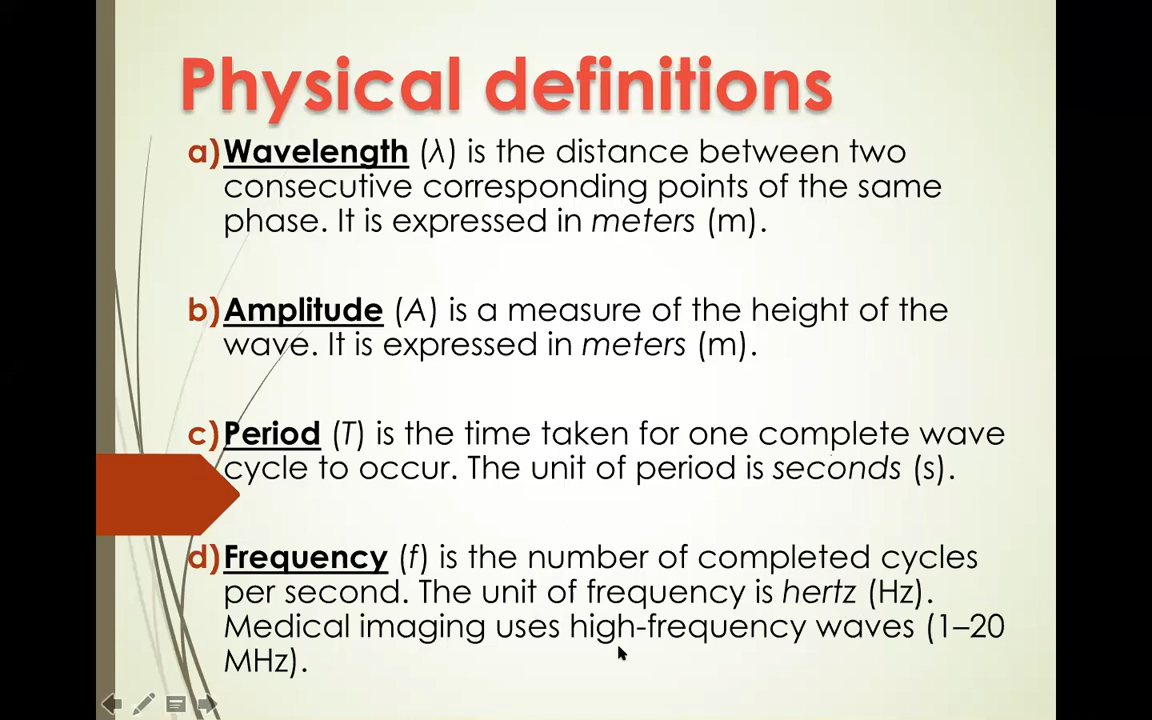 Physical definitions
a) Wavelength (λ) is the distance between two
consecutive corresponding points of the same
phase. It is expressed in meters (m).
b) Amplitude (A) is a measure of the height of the
wave. It is expressed in meters (m).
c) Period (T) is the time taken for one complete wave
cycle to occur. The unit of period is seconds (s).
d) Frequency (f) is the number of completed cycles
per second. The unit of frequency is hertz (Hz).
Medical imaging uses high-frequency waves (1–20
MHz).